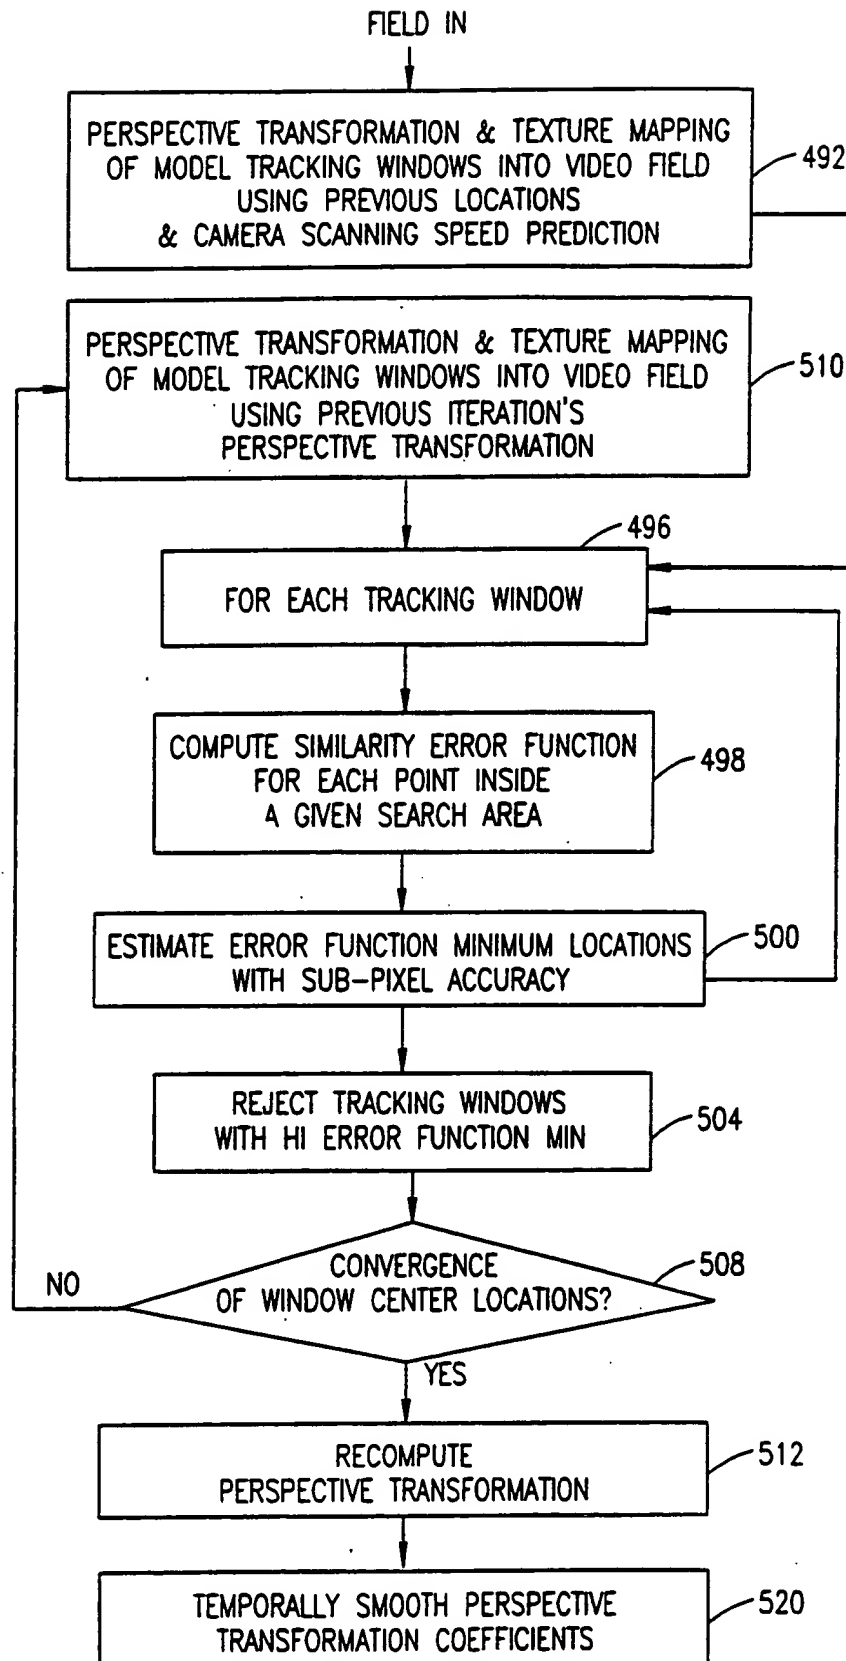 FIELD IN
PERSPECTIVE TRANSFORMATION & TEXTURE MAPPING
OF MODEL TRACKING WINDOWS INTO VIDEO FIELD
USING PREVIOUS LOCATIONS
& CAMERA SCANNING SPEED PREDICTION
492
PERSPECTIVE TRANSFORMATION & TEXTURE MAPPING
OF MODEL TRACKING WINDOWS INTO VIDEO FIELD
USING PREVIOUS ITERATION'S
PERSPECTIVE TRANSFORMATION
510
496
FOR EACH TRACKING WINDOW
COMPUTE SIMILARITY ERROR FUNCTION
FOR EACH POINT INSIDE
A GIVEN SEARCH AREA
498
ESTIMATE ERROR FUNCTION MINIMUM LOCATIONS
WITH SUB-PIXEL ACCURACY
500
REJECT TRACKING WINDOWS
WITH HI ERROR FUNCTION MIN
504
CONVERGENCE
OF WINDOW CENTER LOCATIONS?
508
NO
YES
RECOMPUTE
PERSPECTIVE TRANSFORMATION
512
TEMPORALLY SMOOTH PERSPECTIVE
TRANSFORMATION COEFFICIENTS
520